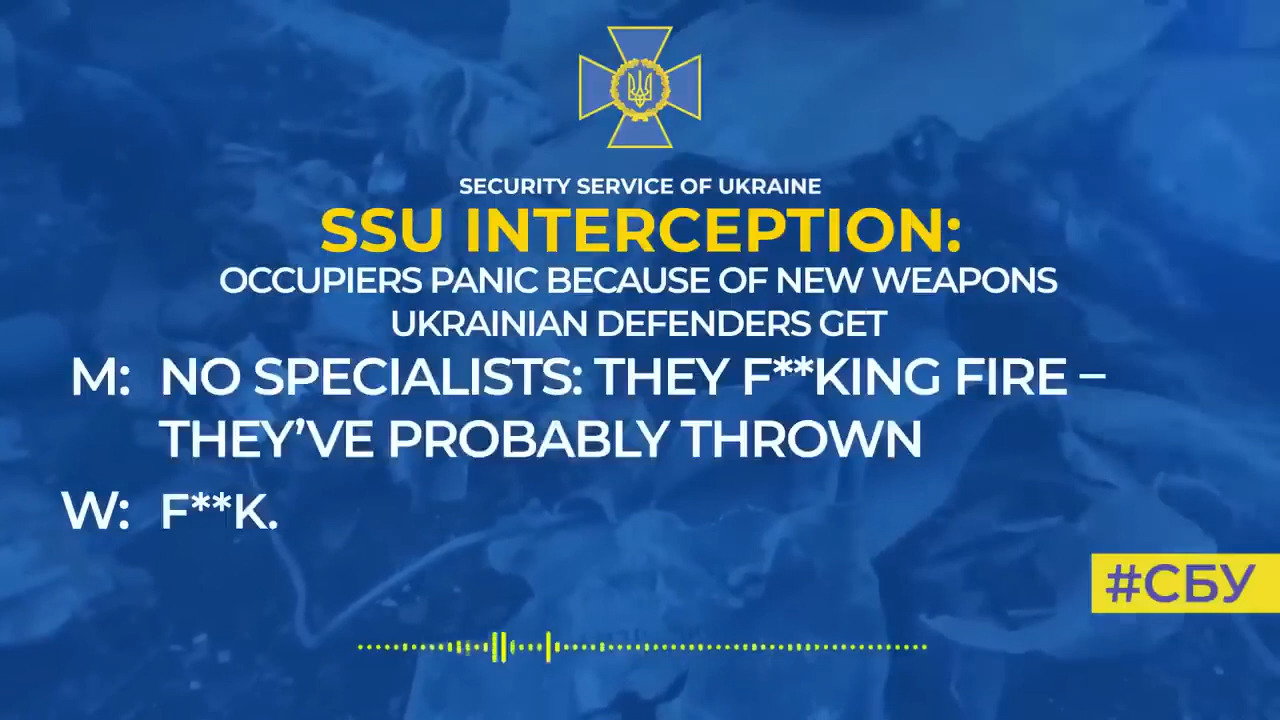 SECURITY SERVICE OF UKRAINE
SSU INTERCEPTION:
OCCUPIERS PANIC BECAUSE OF NEW WEAPONS
UKRAINIAN DEFENDERS GET
M: NO SPECIALISTS: THEY F**KING FIRE –
THEY’VE PROBABLY THROWN
W: F**K.
#СБУ